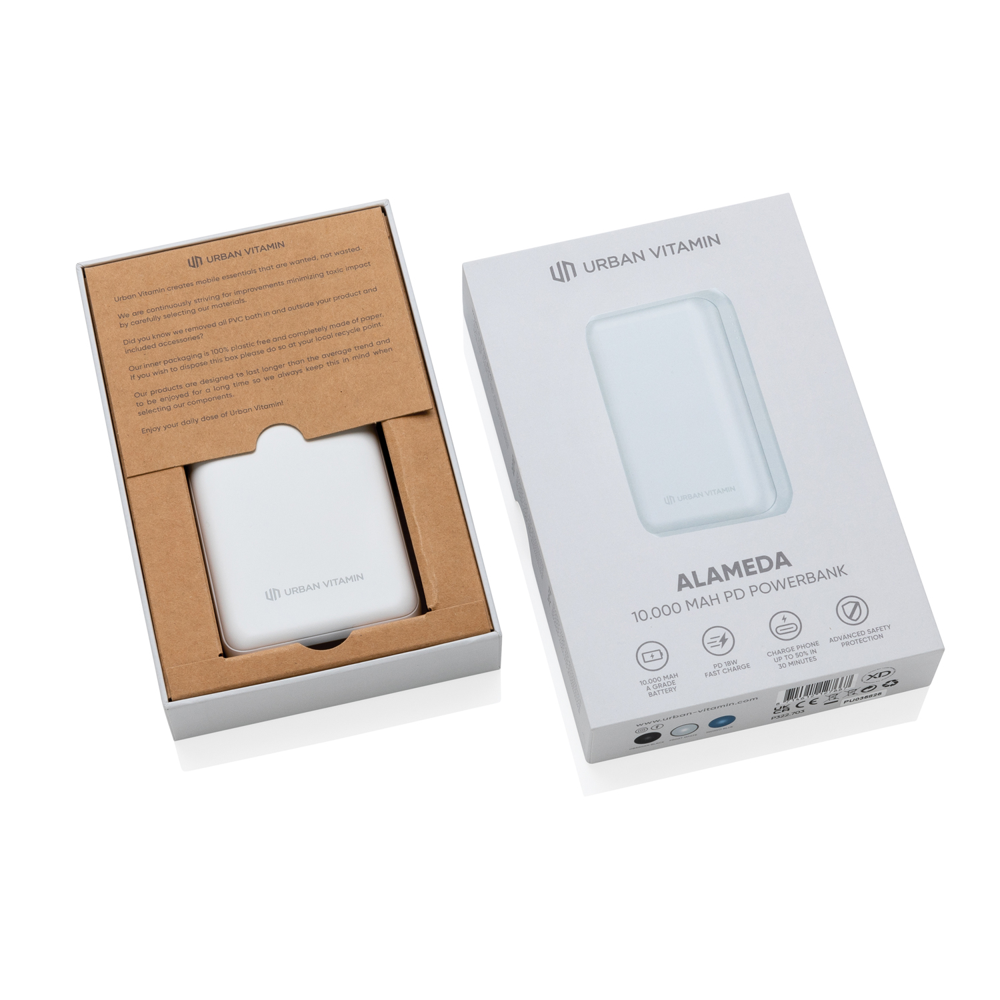 URBAN VITAMIN
Urban Vitamin creates mobile essentials that are wanted, not wasted.
We are continuously striving for improvements minimizing toxic impact
by carefully selecting our materials.
Did you know we removed all PVC both in and outside your product and
included accessories?
Our inner packaging is 100% plastic free and completely made of paper.
If you wish to dispose this box please do so at your local recycle point.
Our products are designed to last longer than the average trend and
to be enjoyed for a long time so we always keep this in mind when
selecting our components.
Enjoy your daily dose of Urban Vitamin!
URBAN VITAMIN
URBAN VITAMIN
URBAN VITAMIN
ALAMEDA
10.000 MAH PD POWERBANK
10.000 MAH
A GRADE
BATTERY
PD 18W
FAST CHARGE
CHARGE PHONE
UP TO 50% IN
30 MINUTES
ADVANCED SAFETY
PROTECTION
www.urban-vitamin.com
XD
UK
CA
CE
PU035825
P322.703